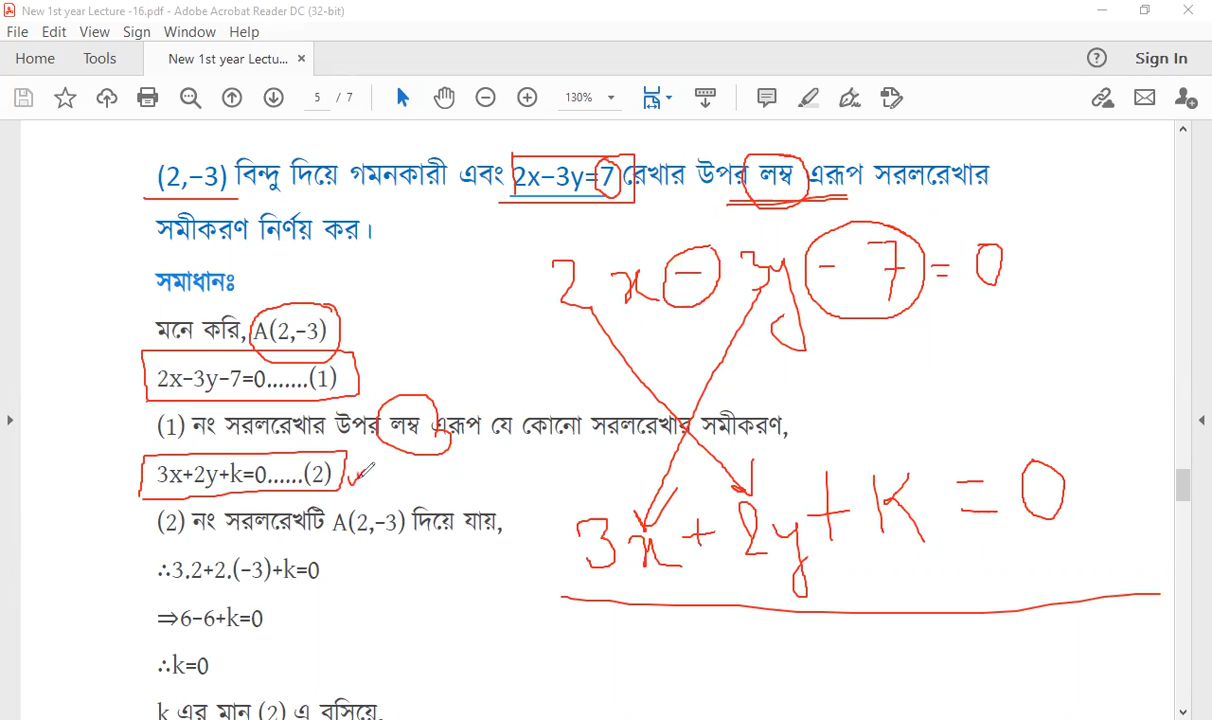 New 1st year Lecture -16.pdf - Adobe Acrobat Reader DC (32-bit)
File Edit View Sign Window Help
Home Tools New 1st year Lectu... × Sign In
5 / 7 130%
(2,−3) বিন্দু দিয়ে গমনকারী এবং 2x−3y=7 রেখার উপর লম্ব এরূপ সরলরেখার
সমীকরণ নির্ণয় কর।
2x - 3y - 7 = 0
সমাধানঃ
মনে করি, A(2,−3)
2x−3y−7=0.......(1)
(1) নং সরলরেখার উপর লম্ব এরূপ যে কোনো সরলরেখার সমীকরণ,
3x+2y+k=0......(2)
3x + 2y + K = 0
(2) নং সরলরেখটি A(2,−3) দিয়ে যায়,
∴3.2+2.(−3)+k=0
⇒6−6+k=0
∴k=0
k এর মান (2) এ বসিয়ে,